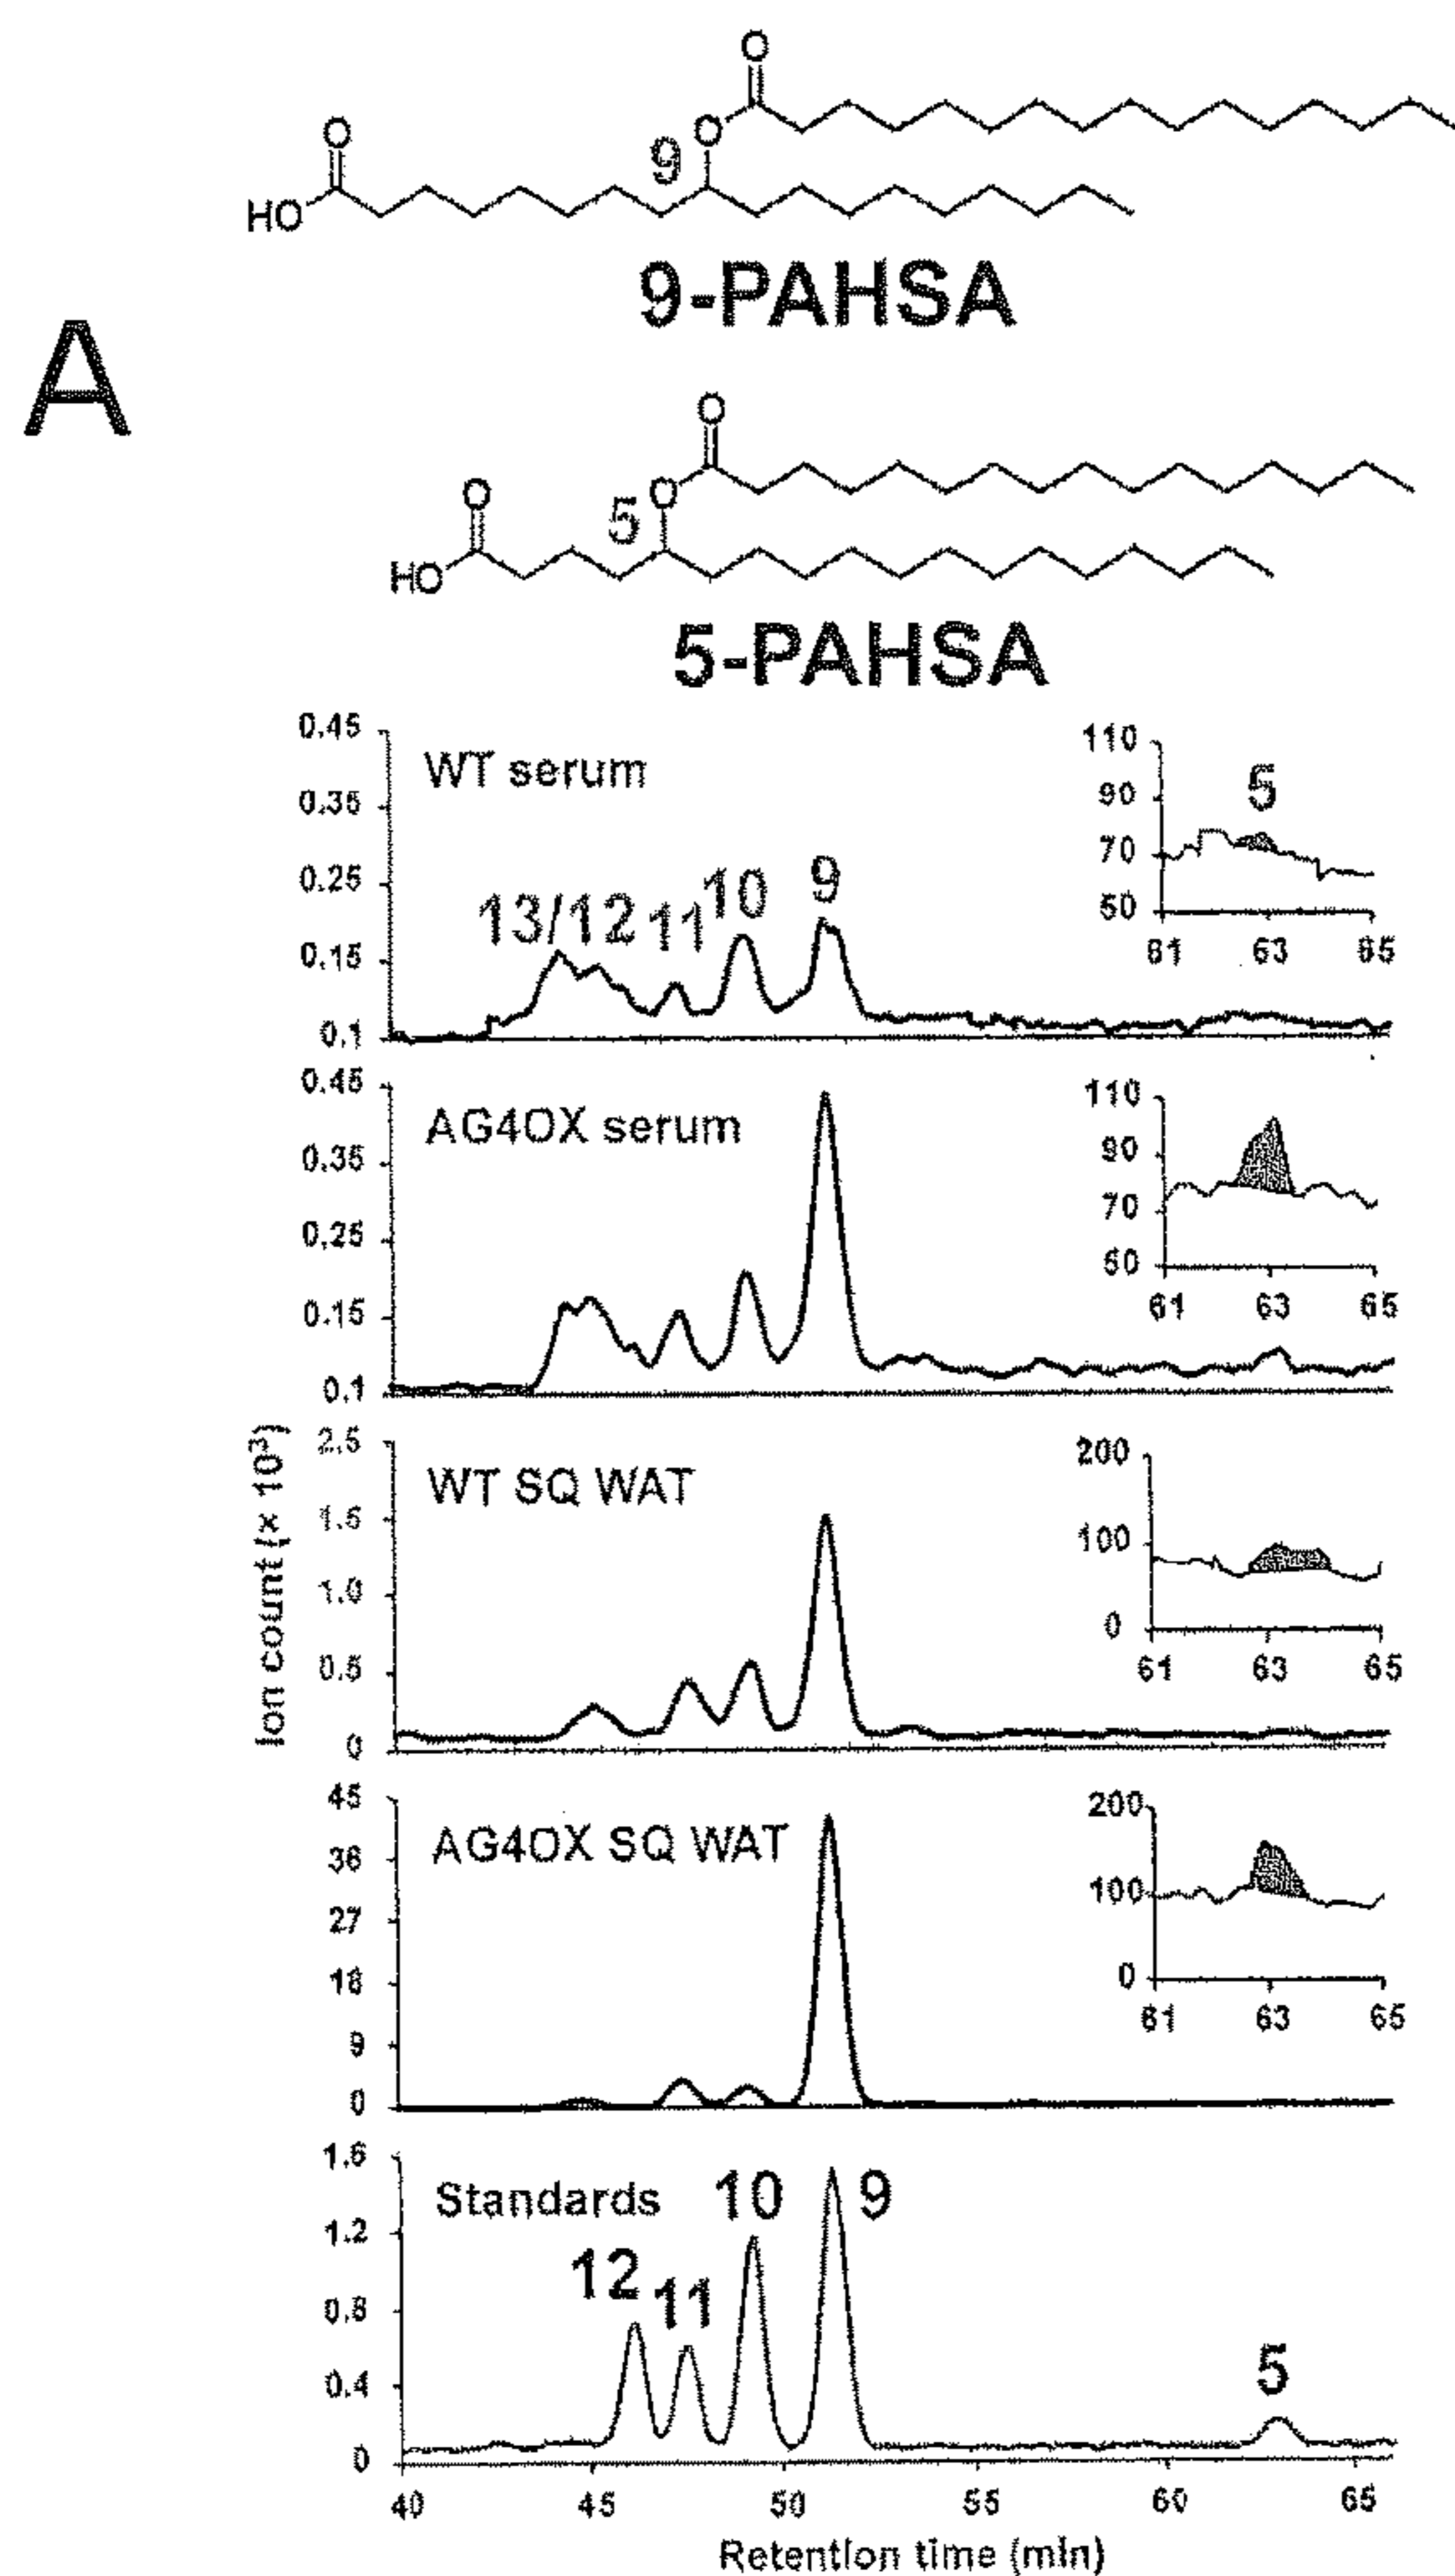 A
O
O
O
9
HO
9-PAHSA
O
O
O
5
HO
5-PAHSA
Ion count (× 10³)
0.45
0.35
0.25
0.15
0.1
WT serum
13/12 11 10 9
110
90
70
50
5
61 63 65
0.45
0.35
0.25
0.15
0.1
AG4OX serum
110
90
70
50
61 63 65
2.5
1.5
1.0
0.5
0
WT SQ WAT
200
100
0
61 63 65
45
36
27
18
9
0
AG4OX SQ WAT
200
100
0
61 63 65
1.6
1.2
0.8
0.4
0
Standards
12 11 10 9 5
40 45 50 55 60 65
Retention time (min)